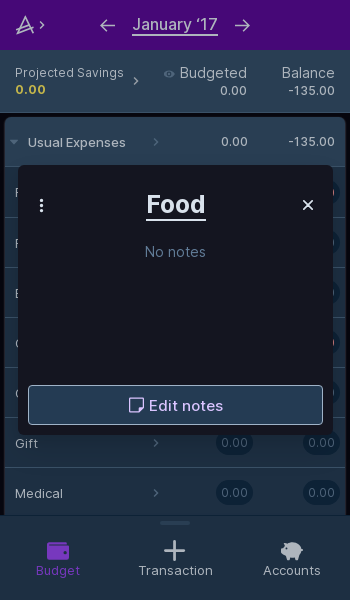 January ‘17
Projected Savings
0.00
Budgeted
0.00
Balance
-135.00
Usual Expenses
0.00
-135.00
Food
No notes
Edit notes
Gift
0.00
0.00
Medical
0.00
0.00
Budget
Transaction
Accounts